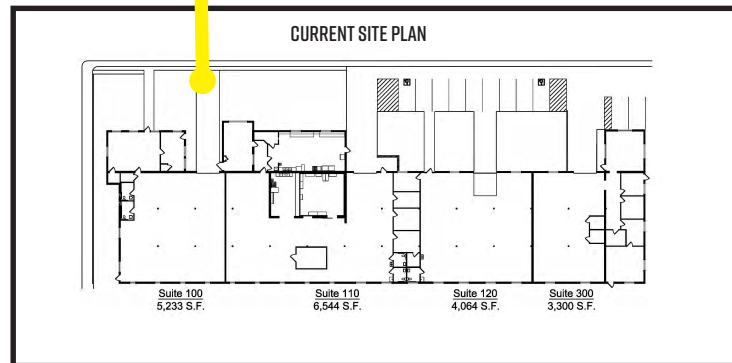 CURRENT SITE PLAN
Suite 100
5,233 S.F.
Suite 110
6,544 S.F.
Suite 120
4,064 S.F.
Suite 300
3,300 S.F.